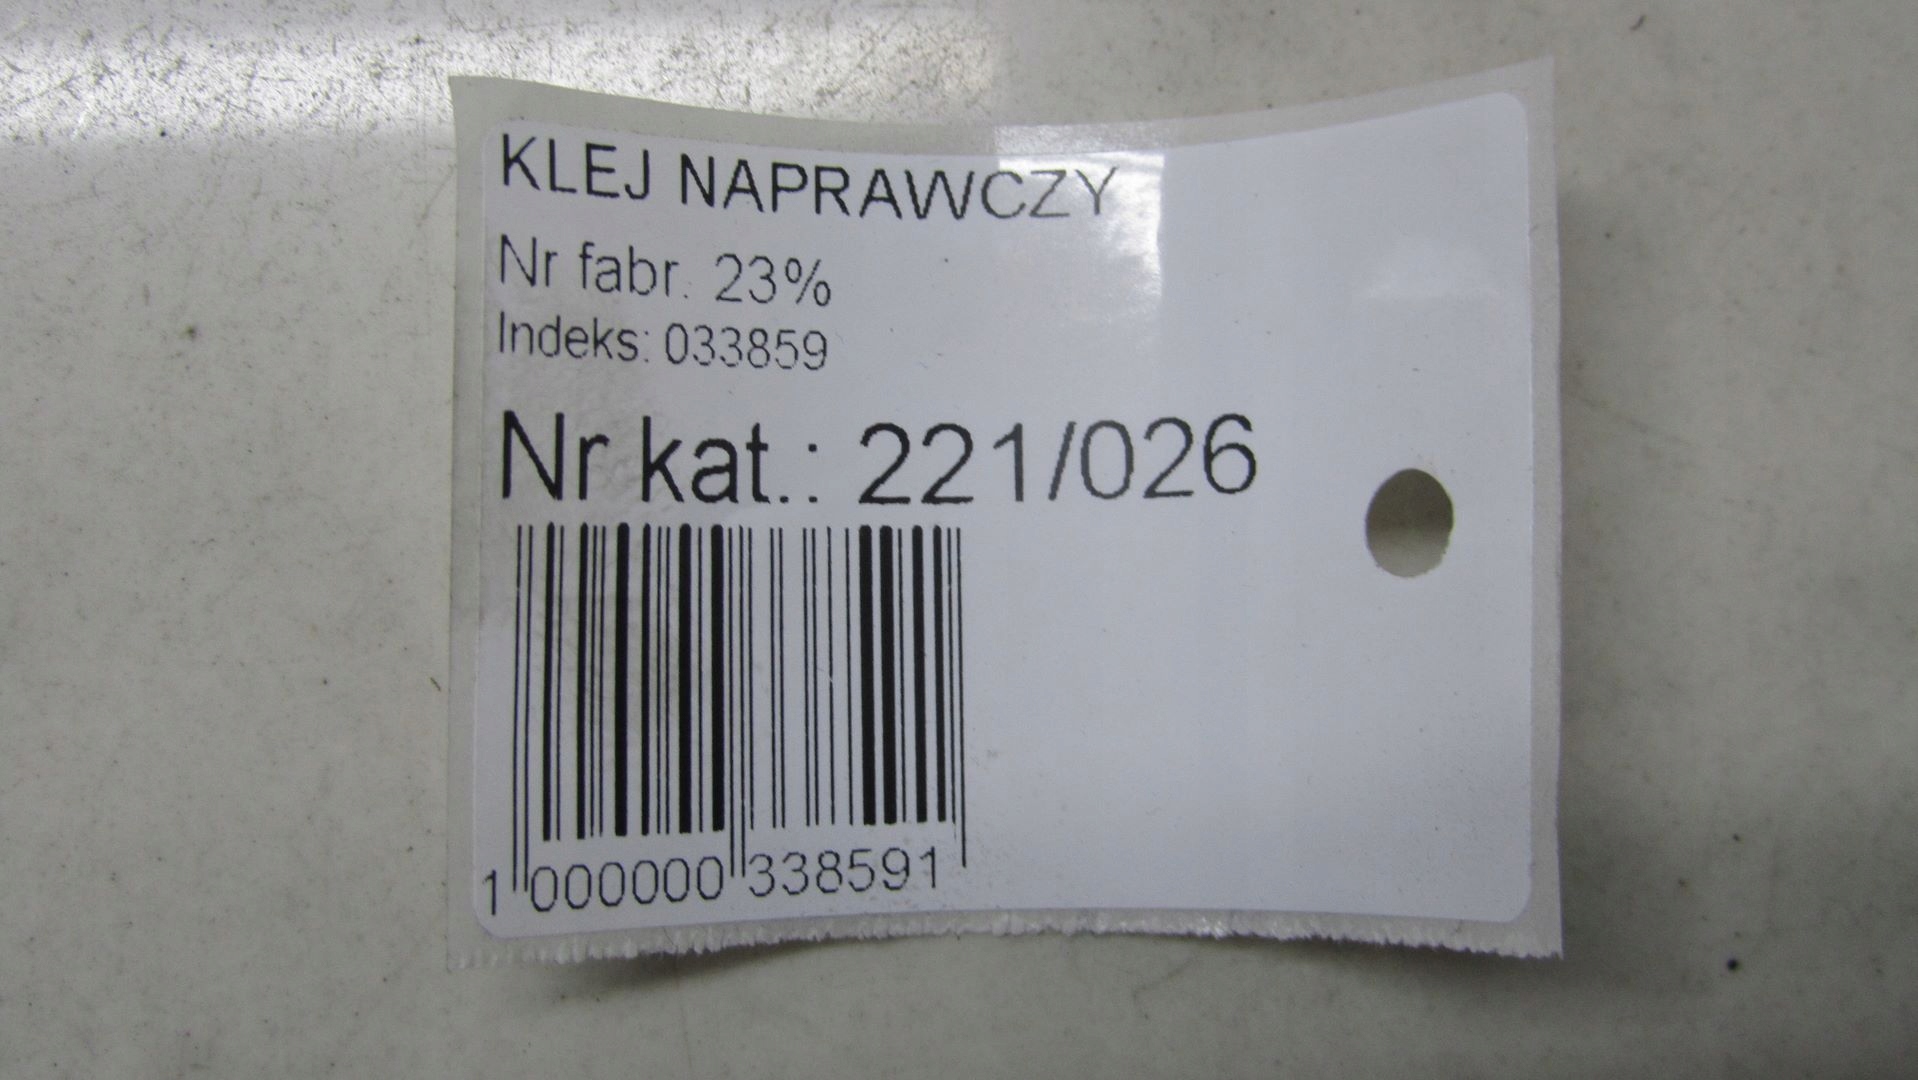 KLEJ NAPRAWCZY
Nr fabr. 23%
Indeks: 033859
Nr kat.: 221/026
1 000000 338591